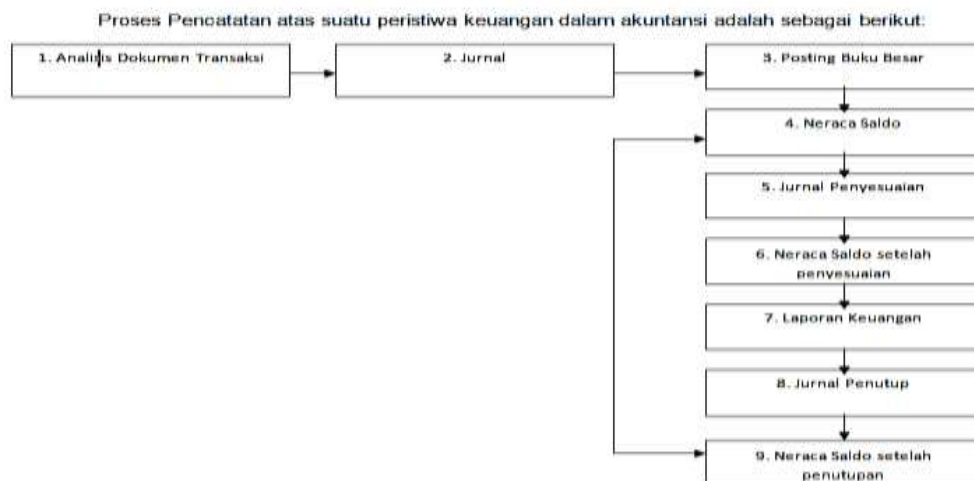 Proses Pencatatan atas suatu peristiwa keuangan dalam akuntansi adalah sebagai berikut:
1. Analisis Dokumen Transaksi
2. Jurnal
3. Posting Buku Besar
4. Neraca Saldo
5. Jurnal Penyesuaian
6. Neraca Saldo setelah
penyesuaian
7. Laporan Keuangan
8. Jurnal Penutup
9. Neraca Saldo setelah
penutupan